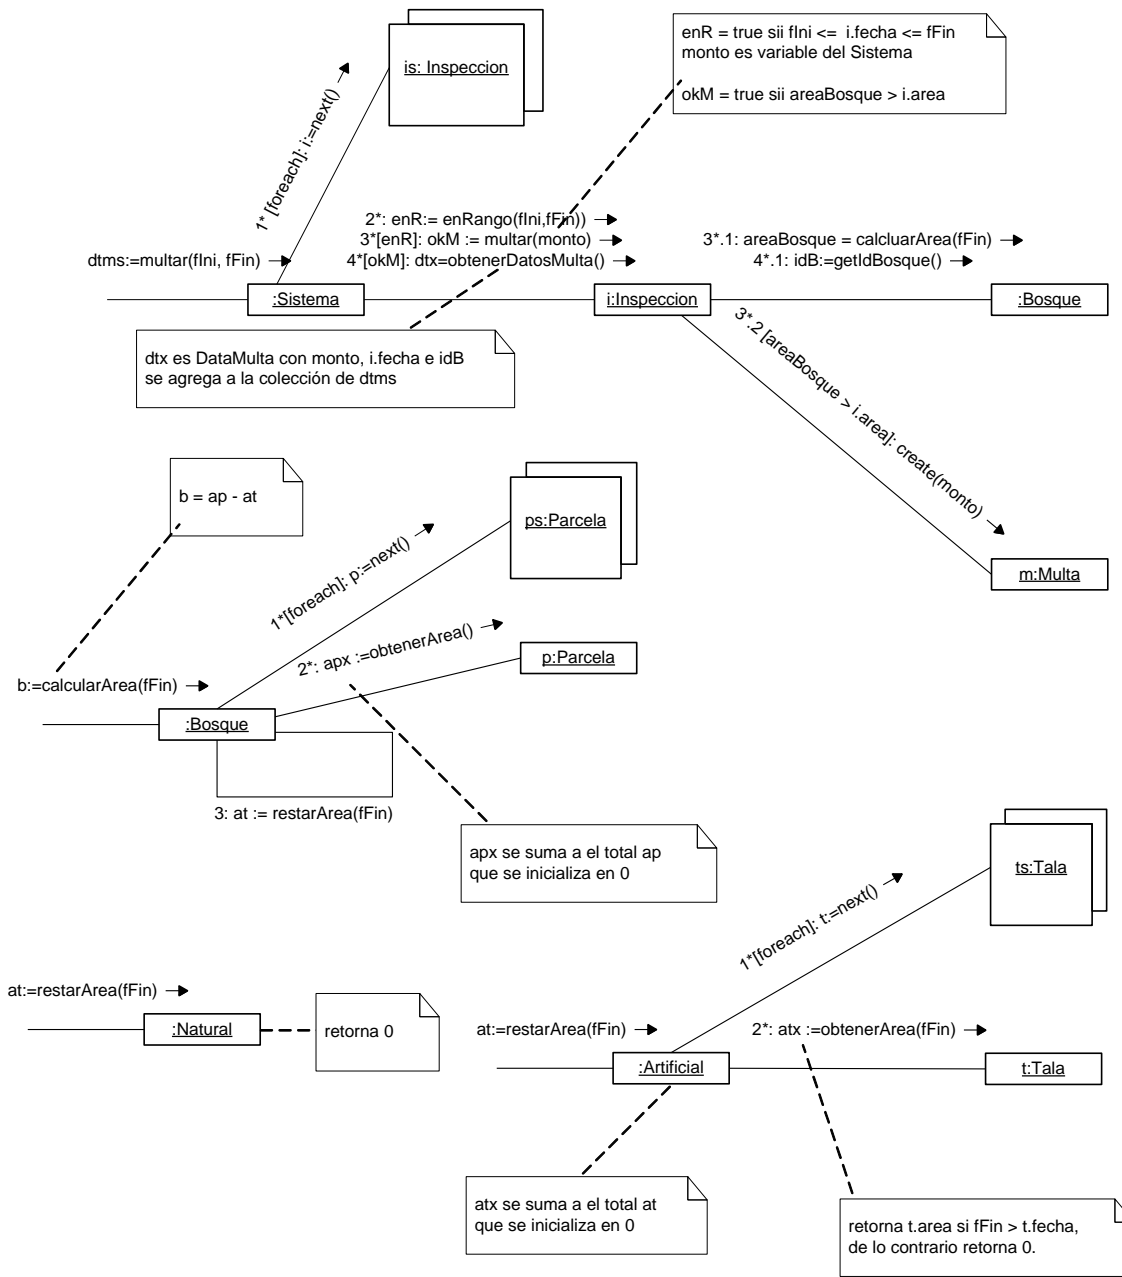 enR = true sii fIni <=  i.fecha <= fFin
monto es variable del Sistema
okM = true sii areaBosque > i.area
is: Inspeccion
1* [foreach]: i:=next()
2*: enR:= enRango(fIni,fFin))
3*[enR]: okM := multar(monto)
4*[okM]: dtx=obtenerDatosMulta()
dtms:=multar(fIni, fFin)
3*.1: areaBosque = calcluarArea(fFin)
4*.1: idB:=getIdBosque()
:Sistema
i:Inspeccion
:Bosque
dtx es DataMulta con monto, i.fecha e idB
se agrega a la colección de dtms
3*.2 [areaBosque > i.area]: create(monto)
m:Multa
b = ap - at
ps:Parcela
1*[foreach]: p:=next()
2*: apx :=obtenerArea()
p:Parcela
b:=calcularArea(fFin)
:Bosque
3: at := restarArea(fFin)
apx se suma a el total ap
que se inicializa en 0
ts:Tala
1*[foreach]: t:=next()
at:=restarArea(fFin)
:Natural
retorna 0
at:=restarArea(fFin)
2*: atx :=obtenerArea(fFin)
:Artificial
t:Tala
atx se suma a el total at
que se inicializa en 0
retorna t.area si fFin > t.fecha,
de lo contrario retorna 0.